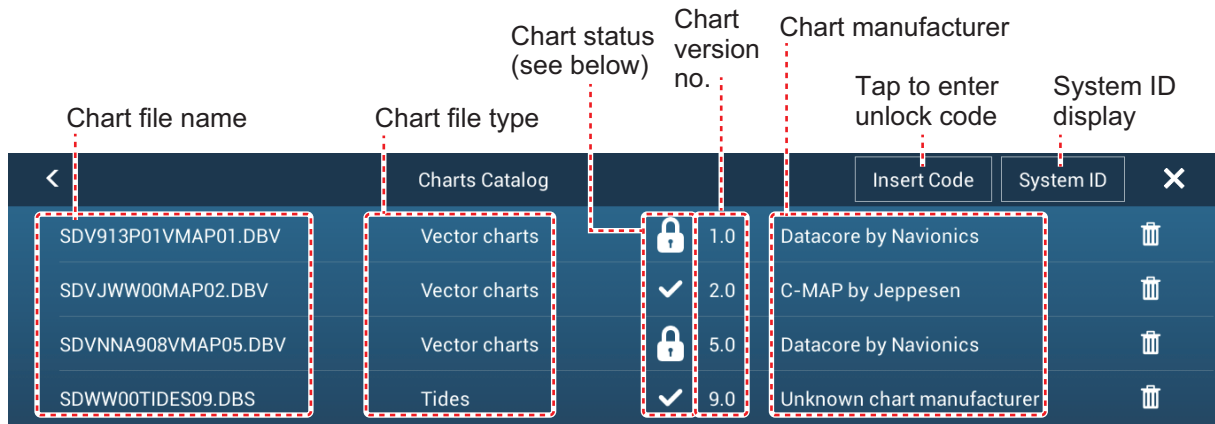 Chart status
(see below)
Chart
version
no.
Chart manufacturer
Tap to enter
unlock code
System ID
display
Chart file name
Chart file type
Charts Catalog
Insert Code
System ID
SDV913P01VMAP01.DBV Vector charts 1.0 Datacore by Navionics
SDVJWW00MAP02.DBV Vector charts 2.0 C-MAP by Jeppesen
SDVNNA908VMAP05.DBV Vector charts 5.0 Datacore by Navionics
SDWW00TIDES09.DBS Tides 9.0 Unknown chart manufacturer